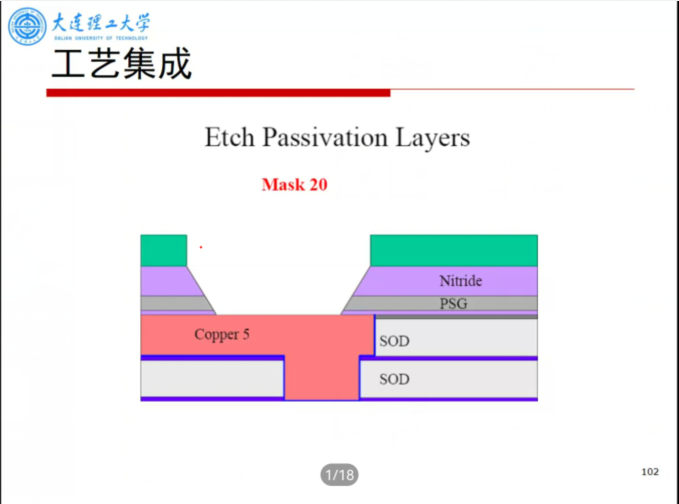 大连理工大学
DALIAN UNIVERSITY OF TECHNOLOGY
工艺集成
Etch Passivation Layers
Mask 20
Nitride
PSG
Copper 5
SOD
SOD
1/18
102